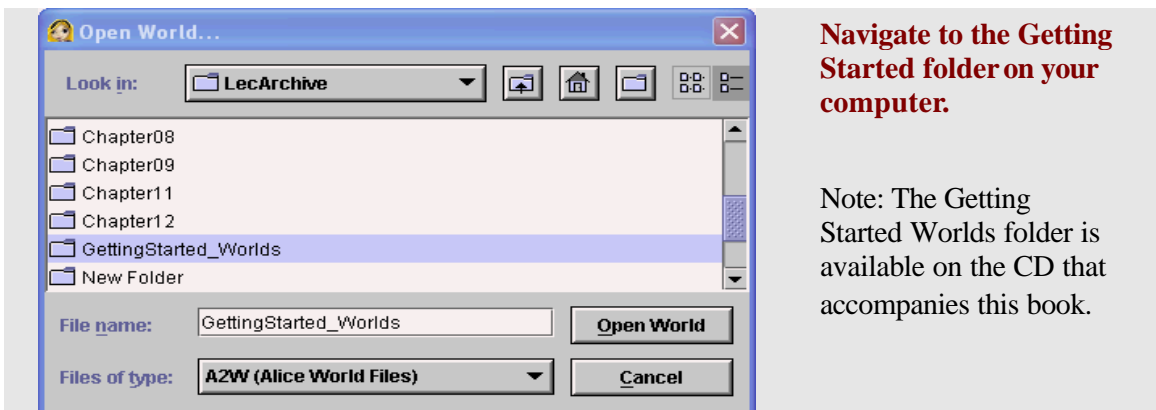 Open World...
Look in:
LecArchive
Chapter08
Chapter09
Chapter11
Chapter12
GettingStarted_Worlds
New Folder
File name:
GettingStarted_Worlds
Open World
Files of type:
A2W (Alice World Files)
Cancel
Navigate to the Getting
Started folder on your
computer.
Note: The Getting
Started Worlds folder is
available on the CD that
accompanies this book.